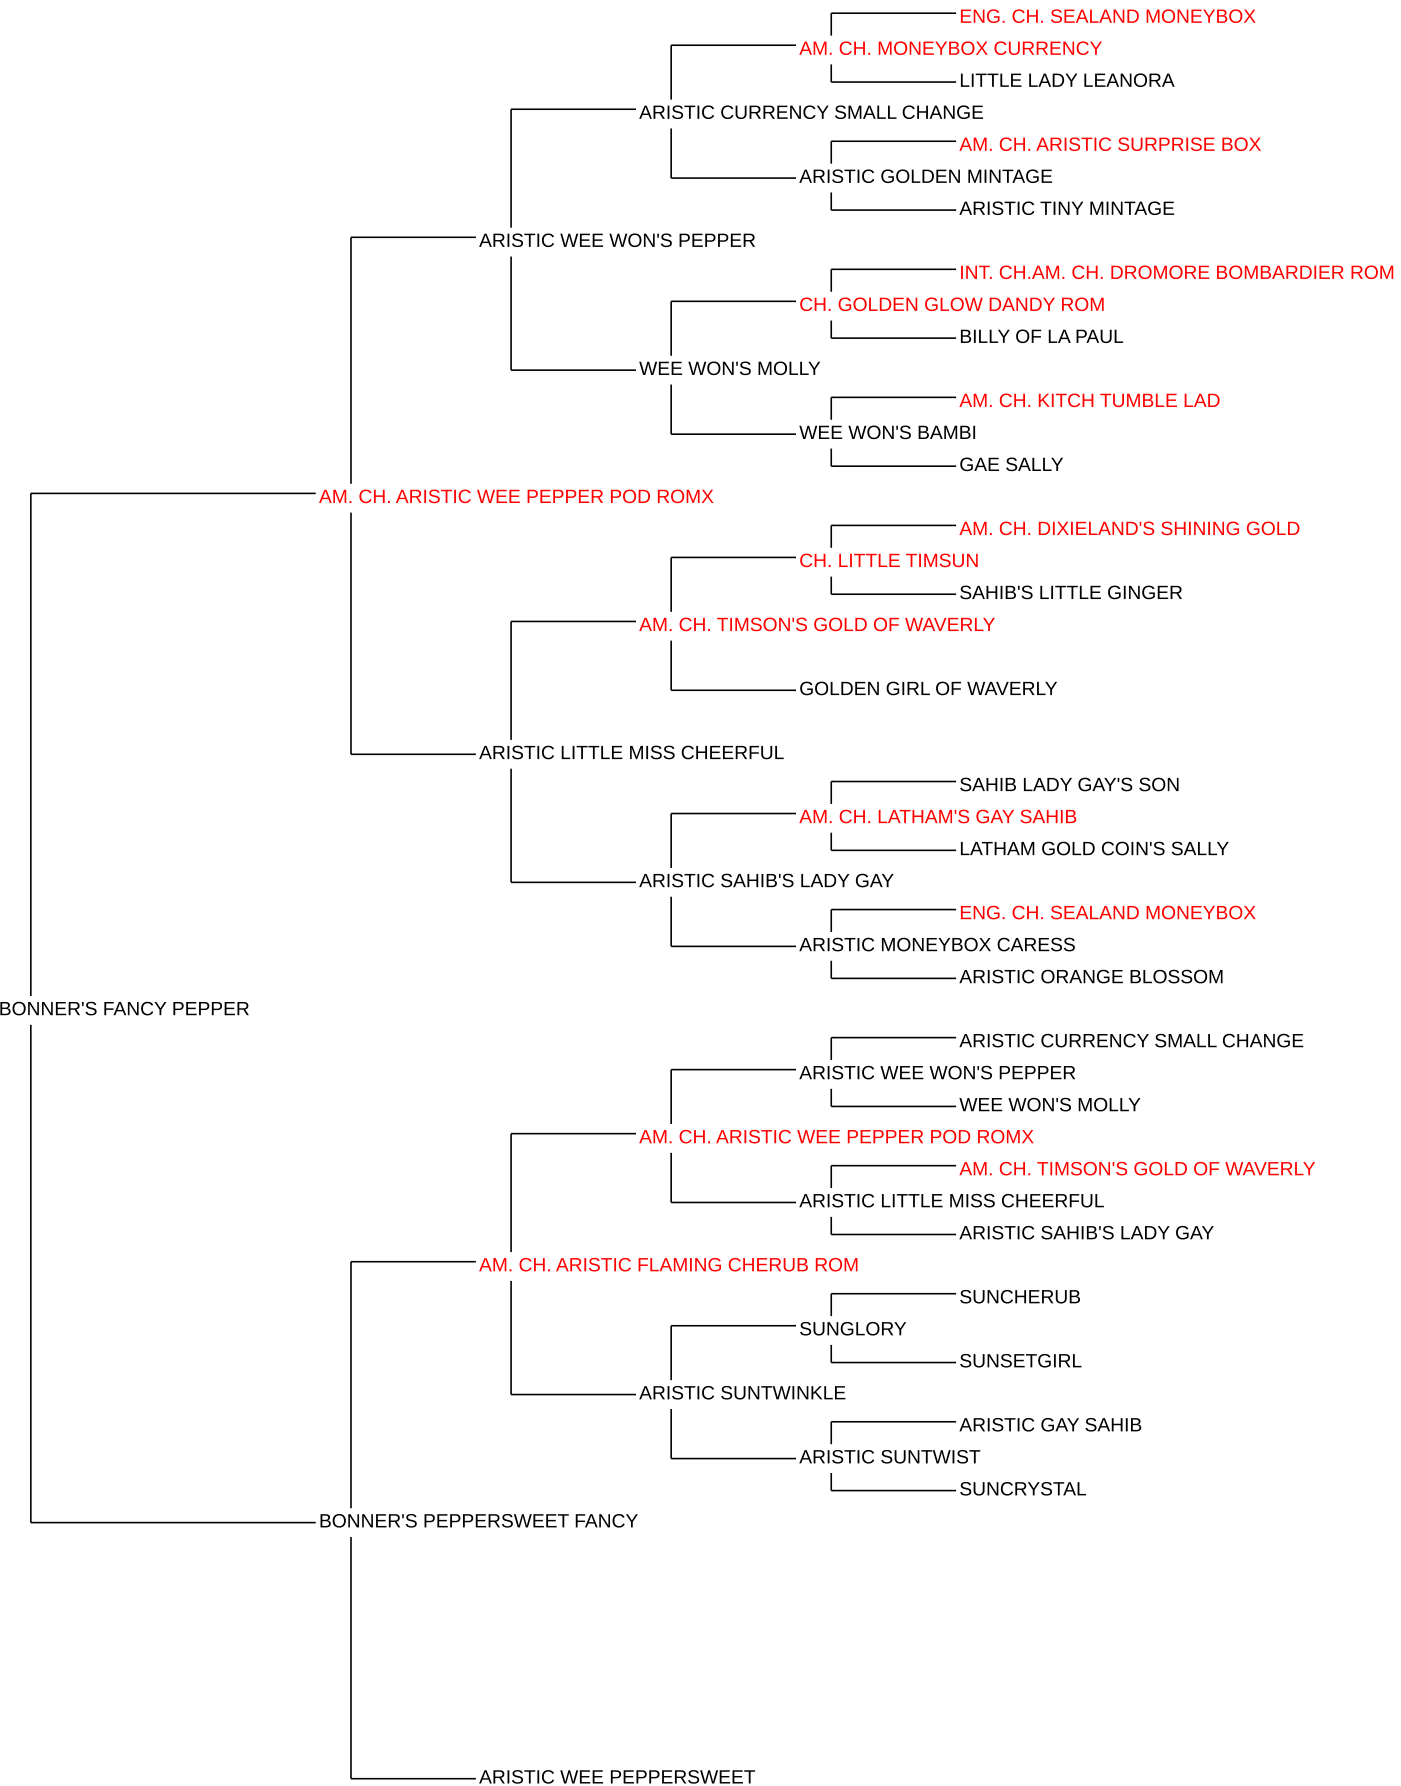 ENG. CH. SEALAND MONEYBOX
AM. CH. MONEYBOX CURRENCY
LITTLE LADY LEANORA
ARISTIC CURRENCY SMALL CHANGE
AM. CH. ARISTIC SURPRISE BOX
ARISTIC GOLDEN MINTAGE
ARISTIC TINY MINTAGE
ARISTIC WEE WON'S PEPPER
INT. CH.AM. CH. DROMORE BOMBARDIER ROM
CH. GOLDEN GLOW DANDY ROM
BILLY OF LA PAUL
WEE WON'S MOLLY
AM. CH. KITCH TUMBLE LAD
WEE WON'S BAMBI
GAE SALLY
AM. CH. ARISTIC WEE PEPPER POD ROMX
AM. CH. DIXIELAND'S SHINING GOLD
CH. LITTLE TIMSUN
SAHIB'S LITTLE GINGER
AM. CH. TIMSON'S GOLD OF WAVERLY
GOLDEN GIRL OF WAVERLY
ARISTIC LITTLE MISS CHEERFUL
SAHIB LADY GAY'S SON
AM. CH. LATHAM'S GAY SAHIB
LATHAM GOLD COIN'S SALLY
ARISTIC SAHIB'S LADY GAY
ENG. CH. SEALAND MONEYBOX
ARISTIC MONEYBOX CARESS
ARISTIC ORANGE BLOSSOM
BONNER'S FANCY PEPPER
ARISTIC CURRENCY SMALL CHANGE
ARISTIC WEE WON'S PEPPER
WEE WON'S MOLLY
AM. CH. ARISTIC WEE PEPPER POD ROMX
AM. CH. TIMSON'S GOLD OF WAVERLY
ARISTIC LITTLE MISS CHEERFUL
ARISTIC SAHIB'S LADY GAY
AM. CH. ARISTIC FLAMING CHERUB ROM
SUNCHERUB
SUNGLORY
SUNSETGIRL
ARISTIC SUNTWINKLE
ARISTIC GAY SAHIB
ARISTIC SUNTWIST
SUNCRYSTAL
BONNER'S PEPPERSWEET FANCY
ARISTIC WEE PEPPERSWEET